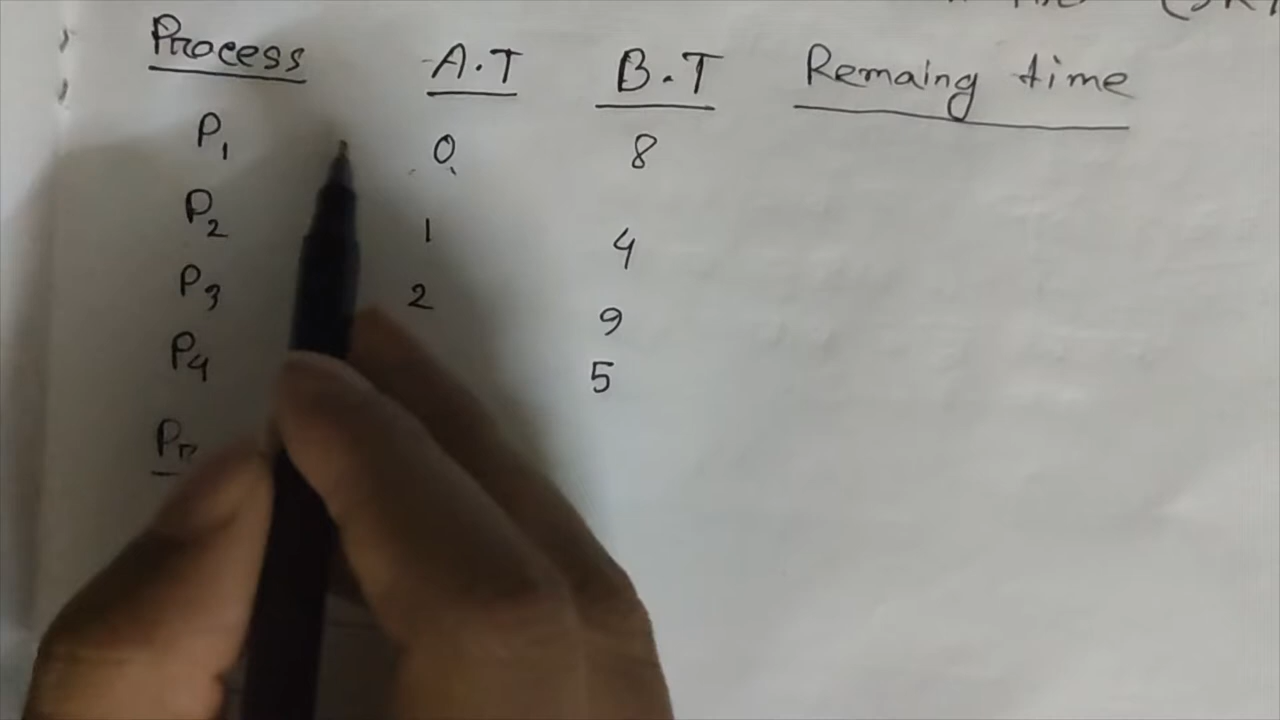 Process A.T B.T Remaing time
P1 0 8
P2 1 4
P3 2 9
P4 5